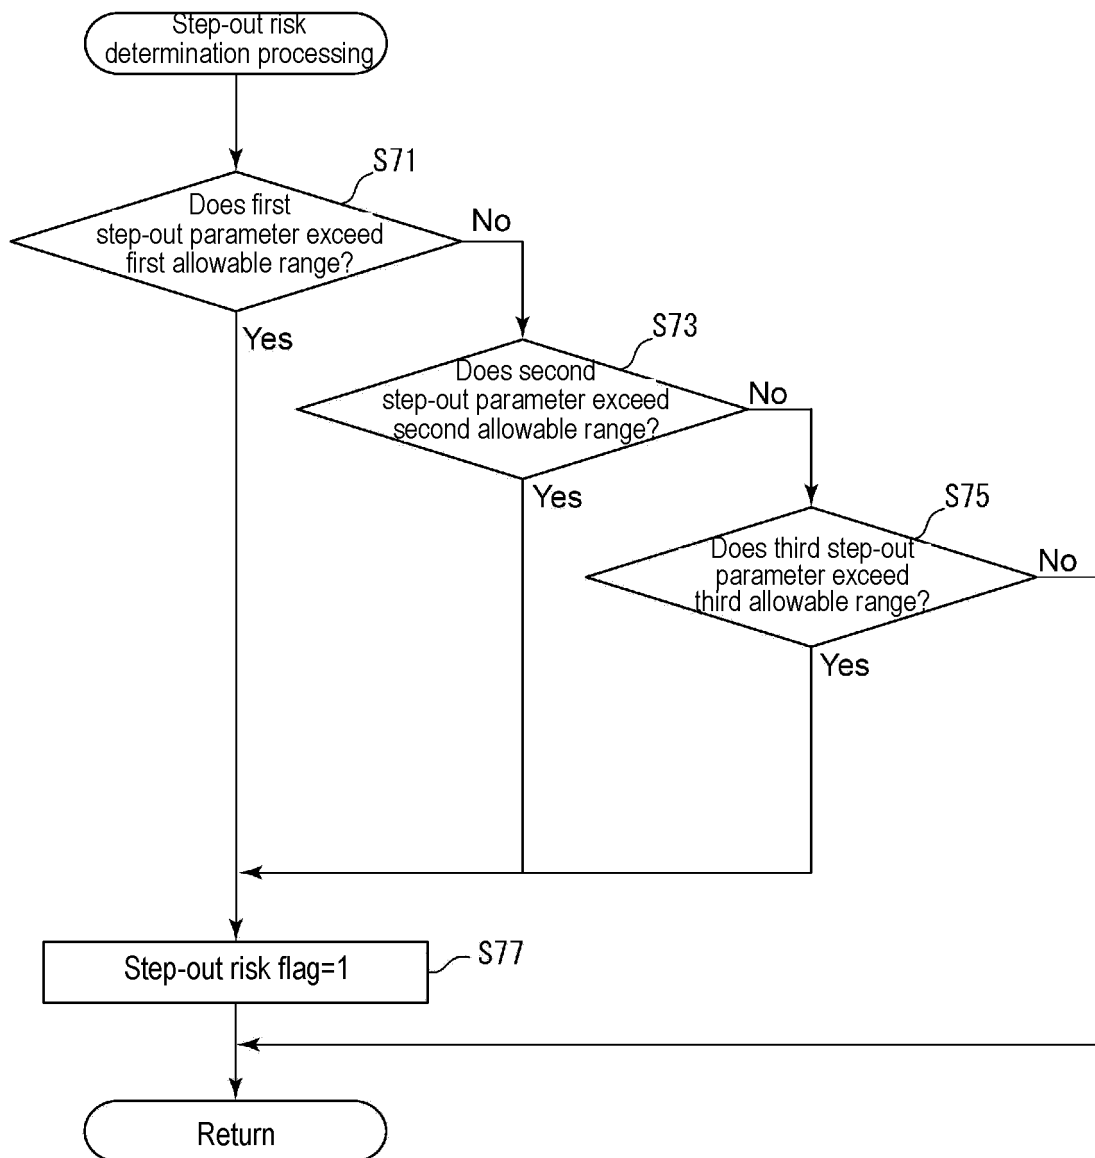 Step-out risk
determination processing
S71
Does first
step-out parameter exceed
first allowable range?
No
Yes
S73
Does second
step-out parameter exceed
second allowable range?
No
Yes
S75
Does third step-out
parameter exceed
third allowable range?
No
Yes
Step-out risk flag=1
S77
Return